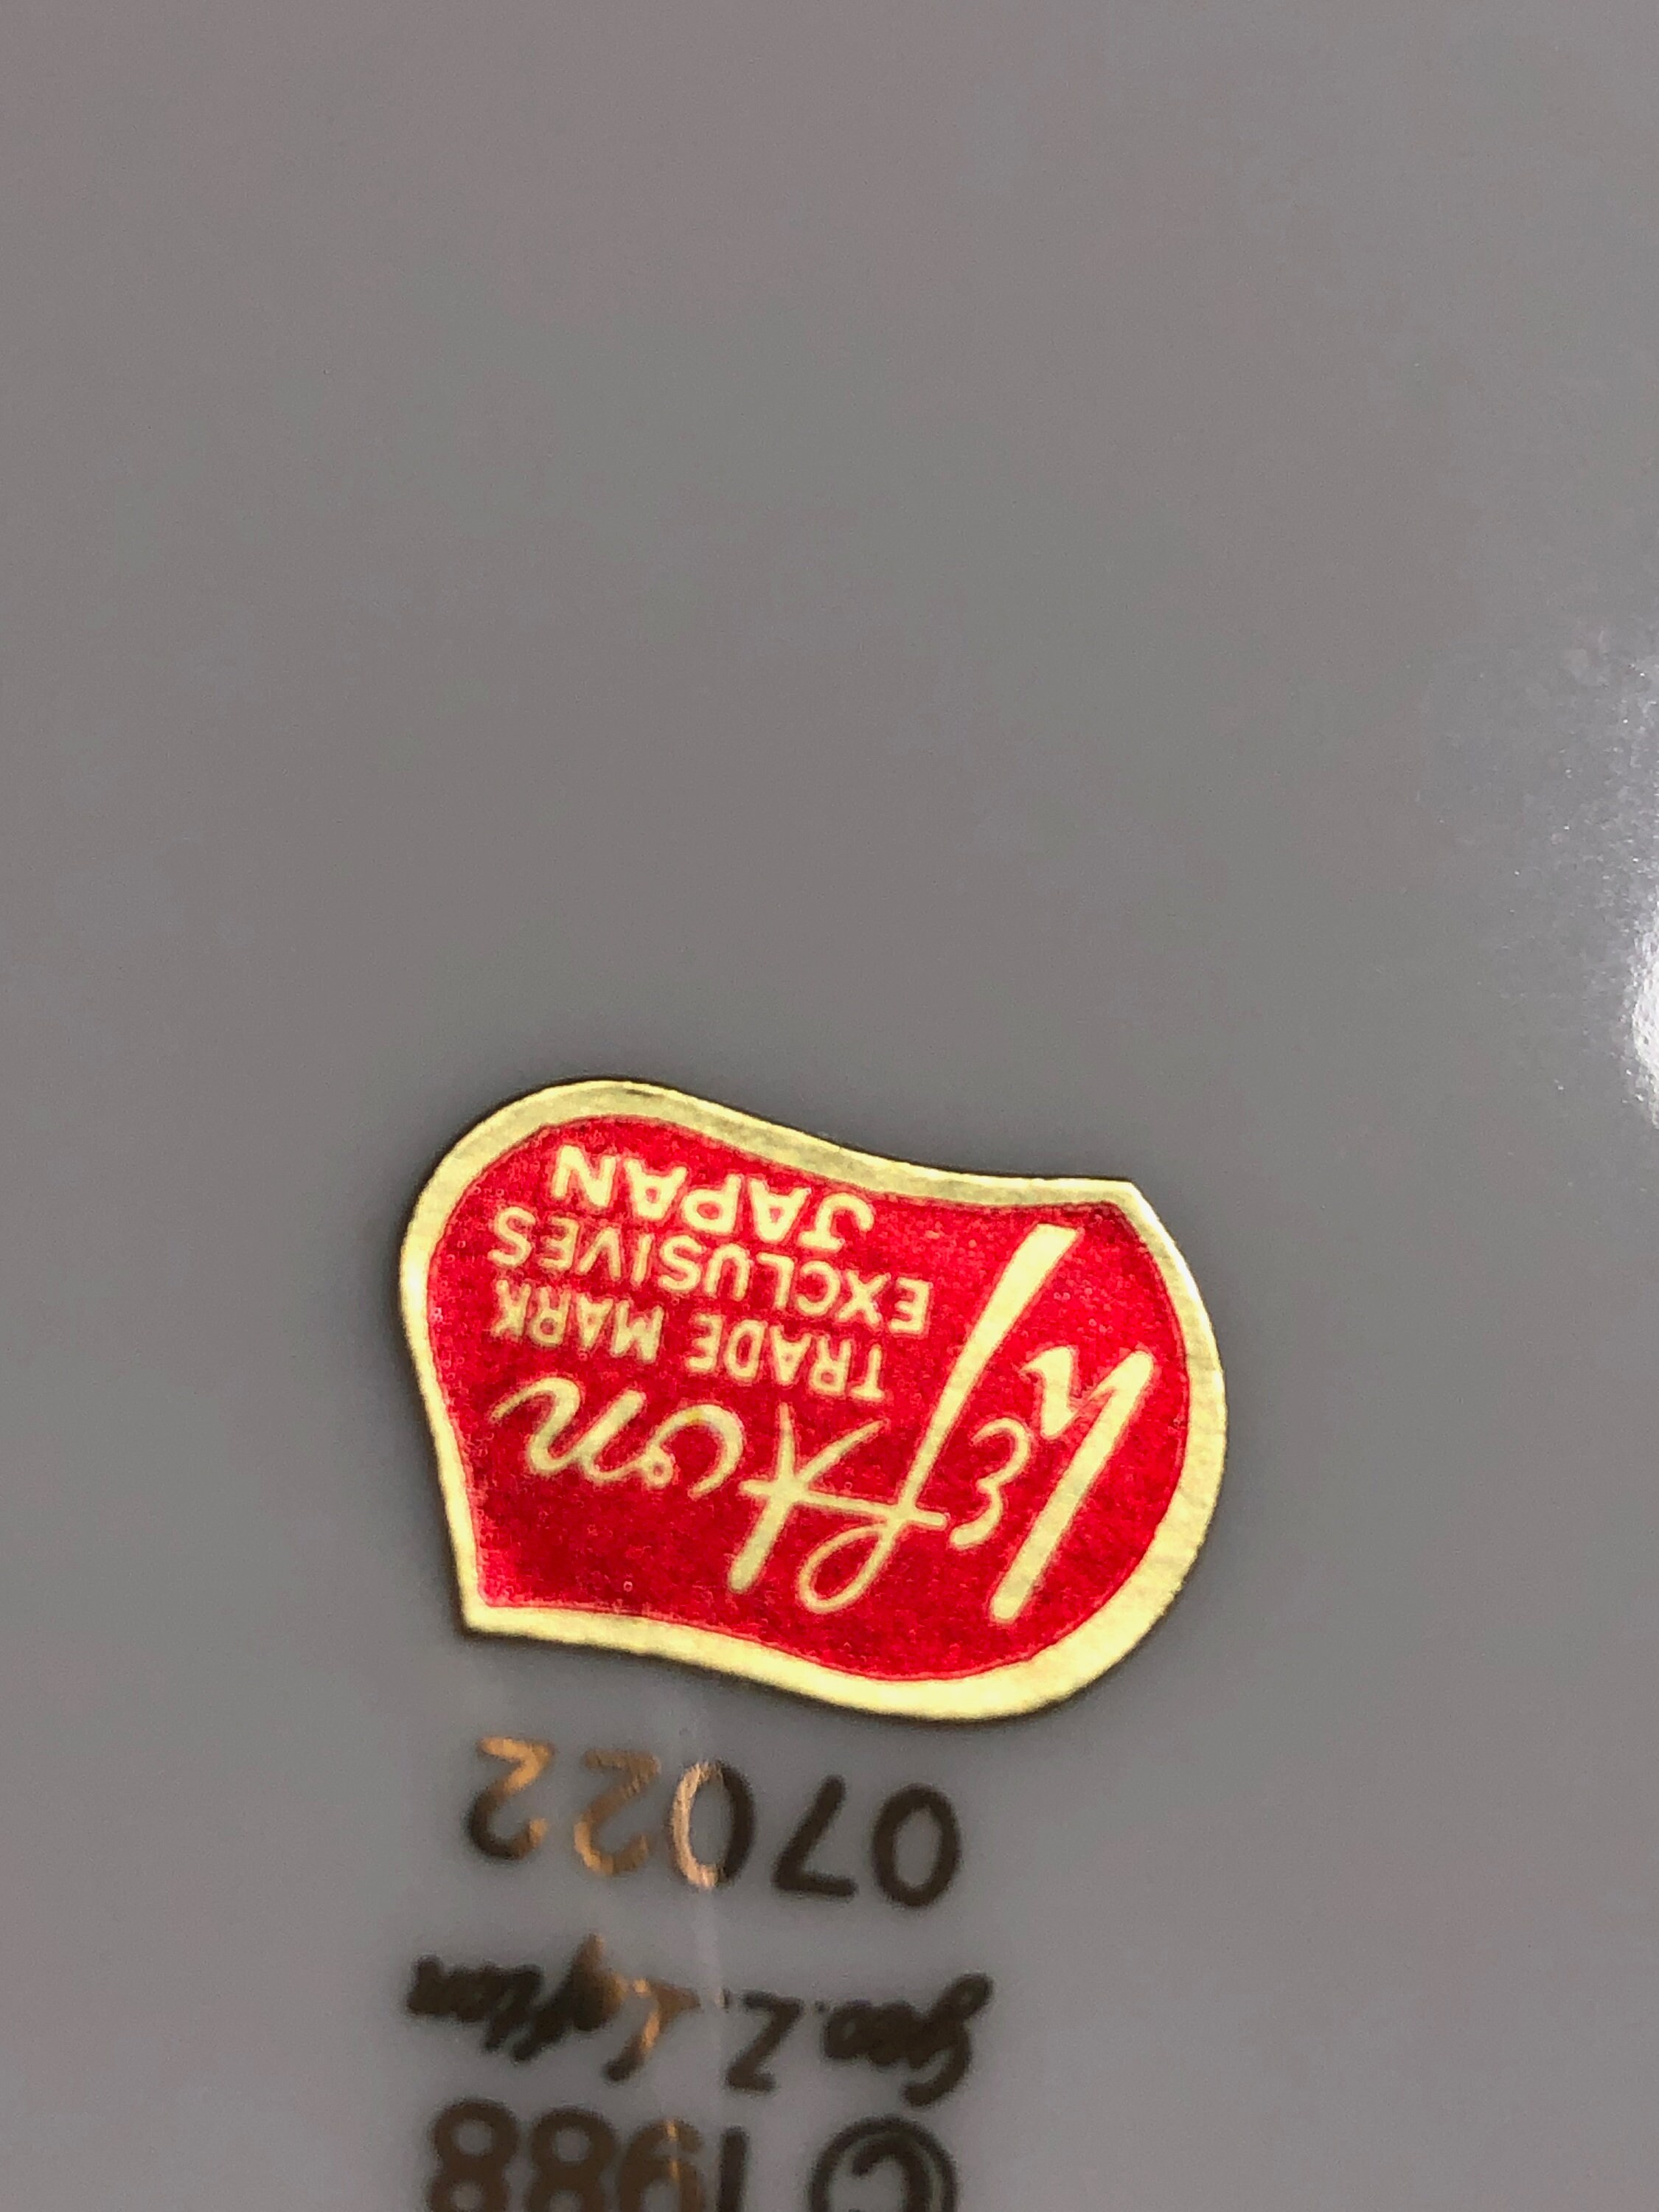 © 1988
Geo. Z. Lefton
07022
Lefton
TRADE MARK
EXCLUSIVES
JAPAN